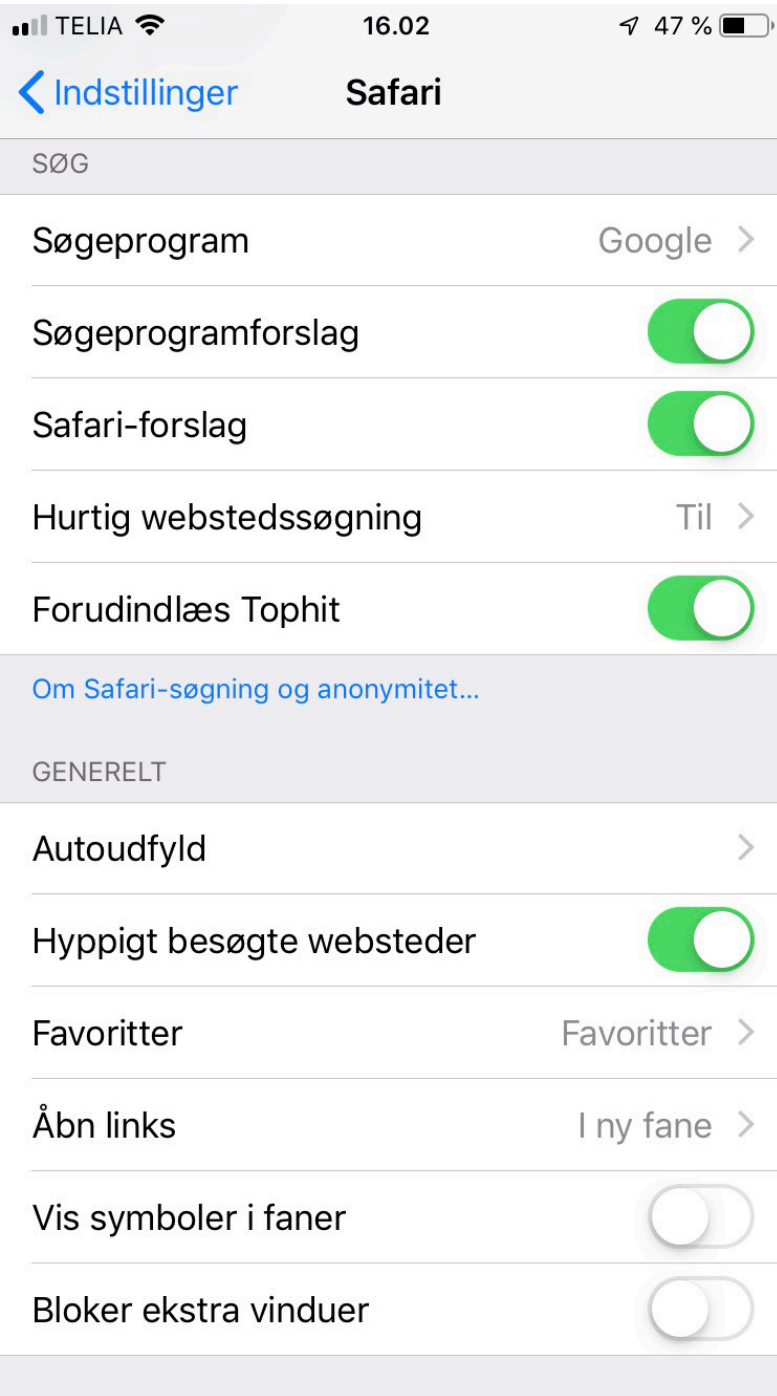 TELIA 16.02 47 %
Indstillinger Safari
SØG
Søgeprogram Google
Søgeprogramforslag
Safari-forslag
Hurtig webstedssøgning Til
Forudindlæs Tophit
Om Safari-søgning og anonymitet...
GENERELT
Autoudfyld
Hyppigt besøgte websteder
Favoritter Favoritter
Åbn links I ny fane
Vis symboler i faner
Bloker ekstra vinduer